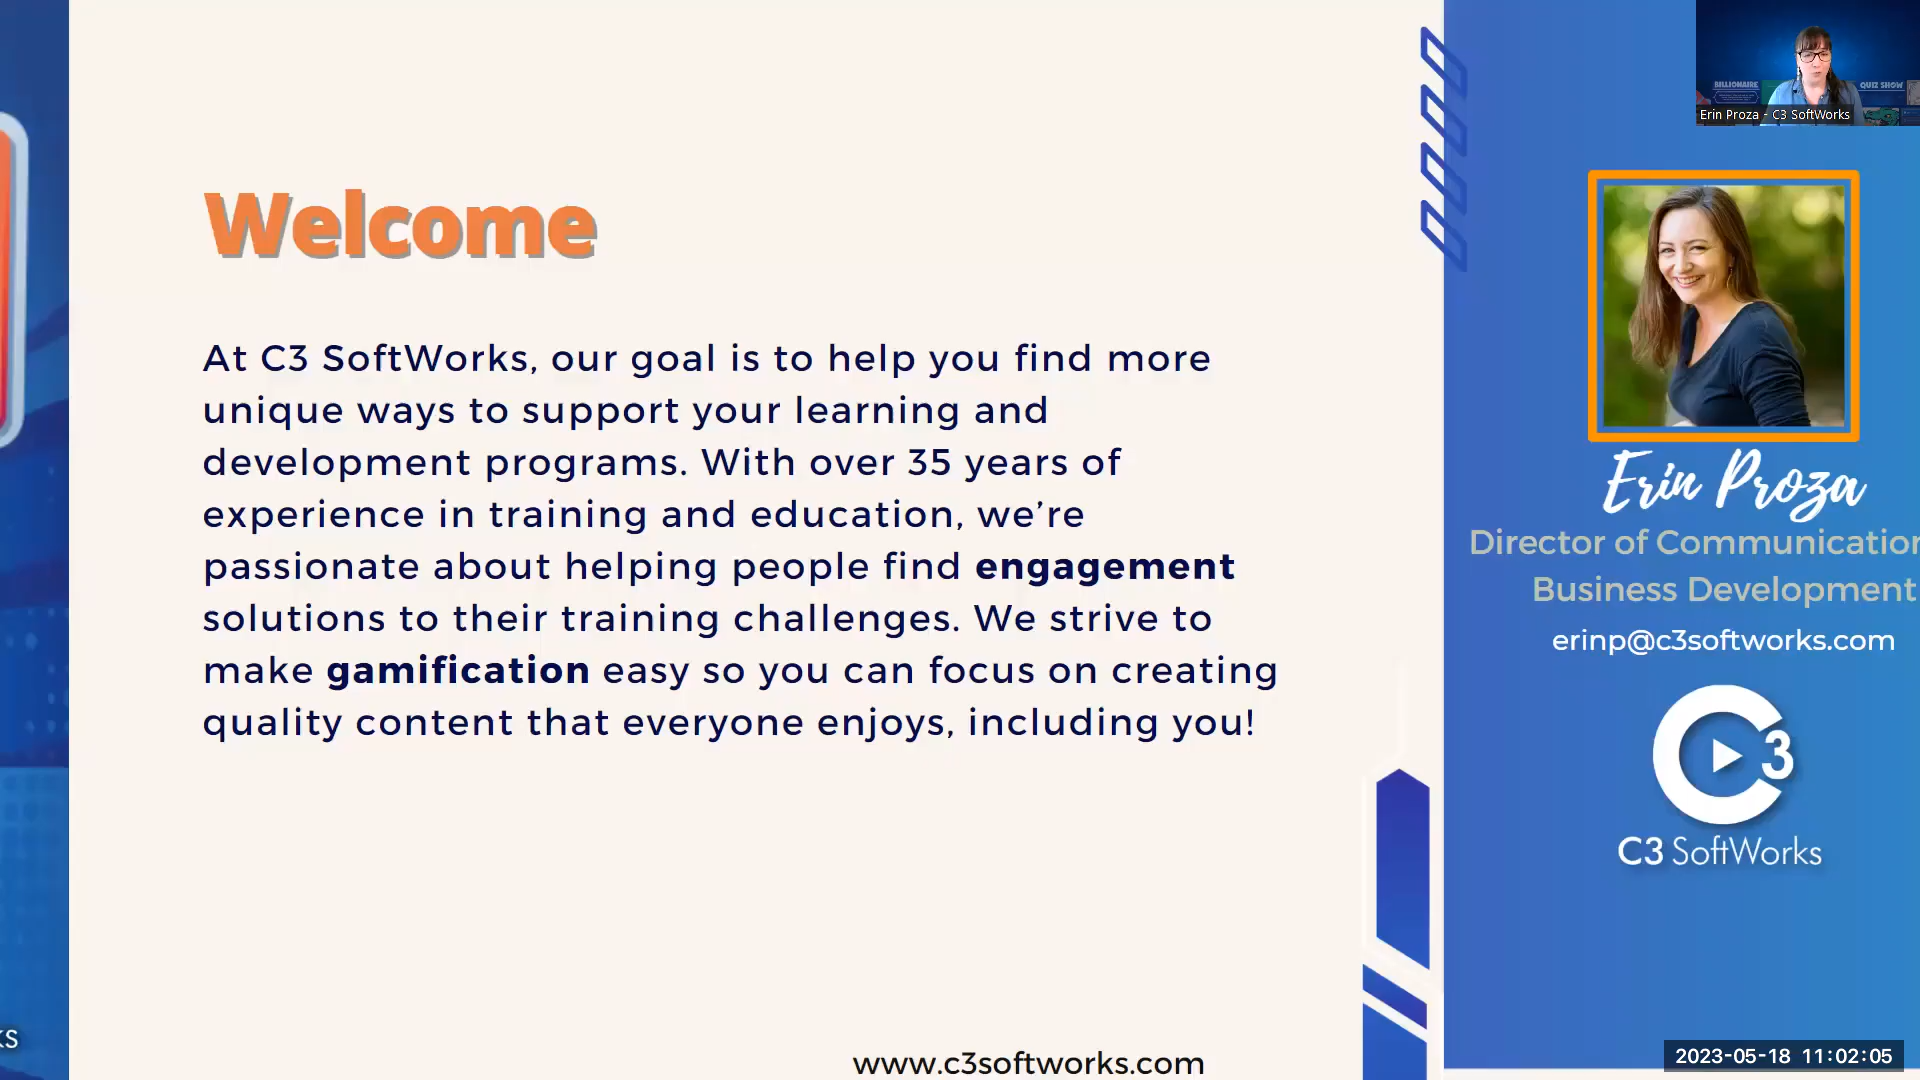 BILLIONAIRE
QUIZ SHOW
Erin Proza - C3 SoftWorks
Welcome
At C3 SoftWorks, our goal is to help you find more
unique ways to support your learning and
development programs. With over 35 years of
experience in training and education, we’re
passionate about helping people find engagement
solutions to their training challenges. We strive to
make gamification easy so you can focus on creating
quality content that everyone enjoys, including you!
www.c3softworks.com
Erin Proza
Director of Communication
Business Development
erinp@c3softworks.com
C3
C3 SoftWorks
ks
2023-05-18 11:02:05